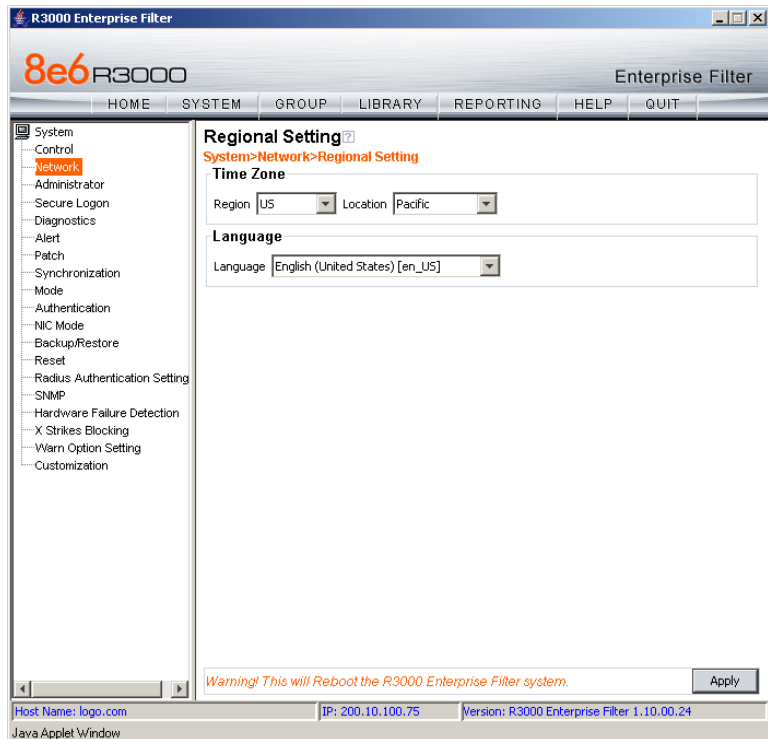 R3000 Enterprise Filter
8e6 R3000
Enterprise Filter
HOME SYSTEM GROUP LIBRARY REPORTING HELP QUIT
System
Control
Network
Administrator
Secure Logon
Diagnostics
Alert
Patch
Synchronization
Mode
Authentication
NIC Mode
Backup/Restore
Reset
Radius Authentication Setting
SNMP
Hardware Failure Detection
X Strikes Blocking
Warn Option Setting
Customization
Regional Setting ?
System>Network>Regional Setting
Time Zone
Region US Location Pacific
Language
Language English (United States) [en_US]
Warning! This will Reboot the R3000 Enterprise Filter system. Apply
Host Name: logo.com IP: 200.10.100.75 Version: R3000 Enterprise Filter 1.10.00.24
Java Applet Window